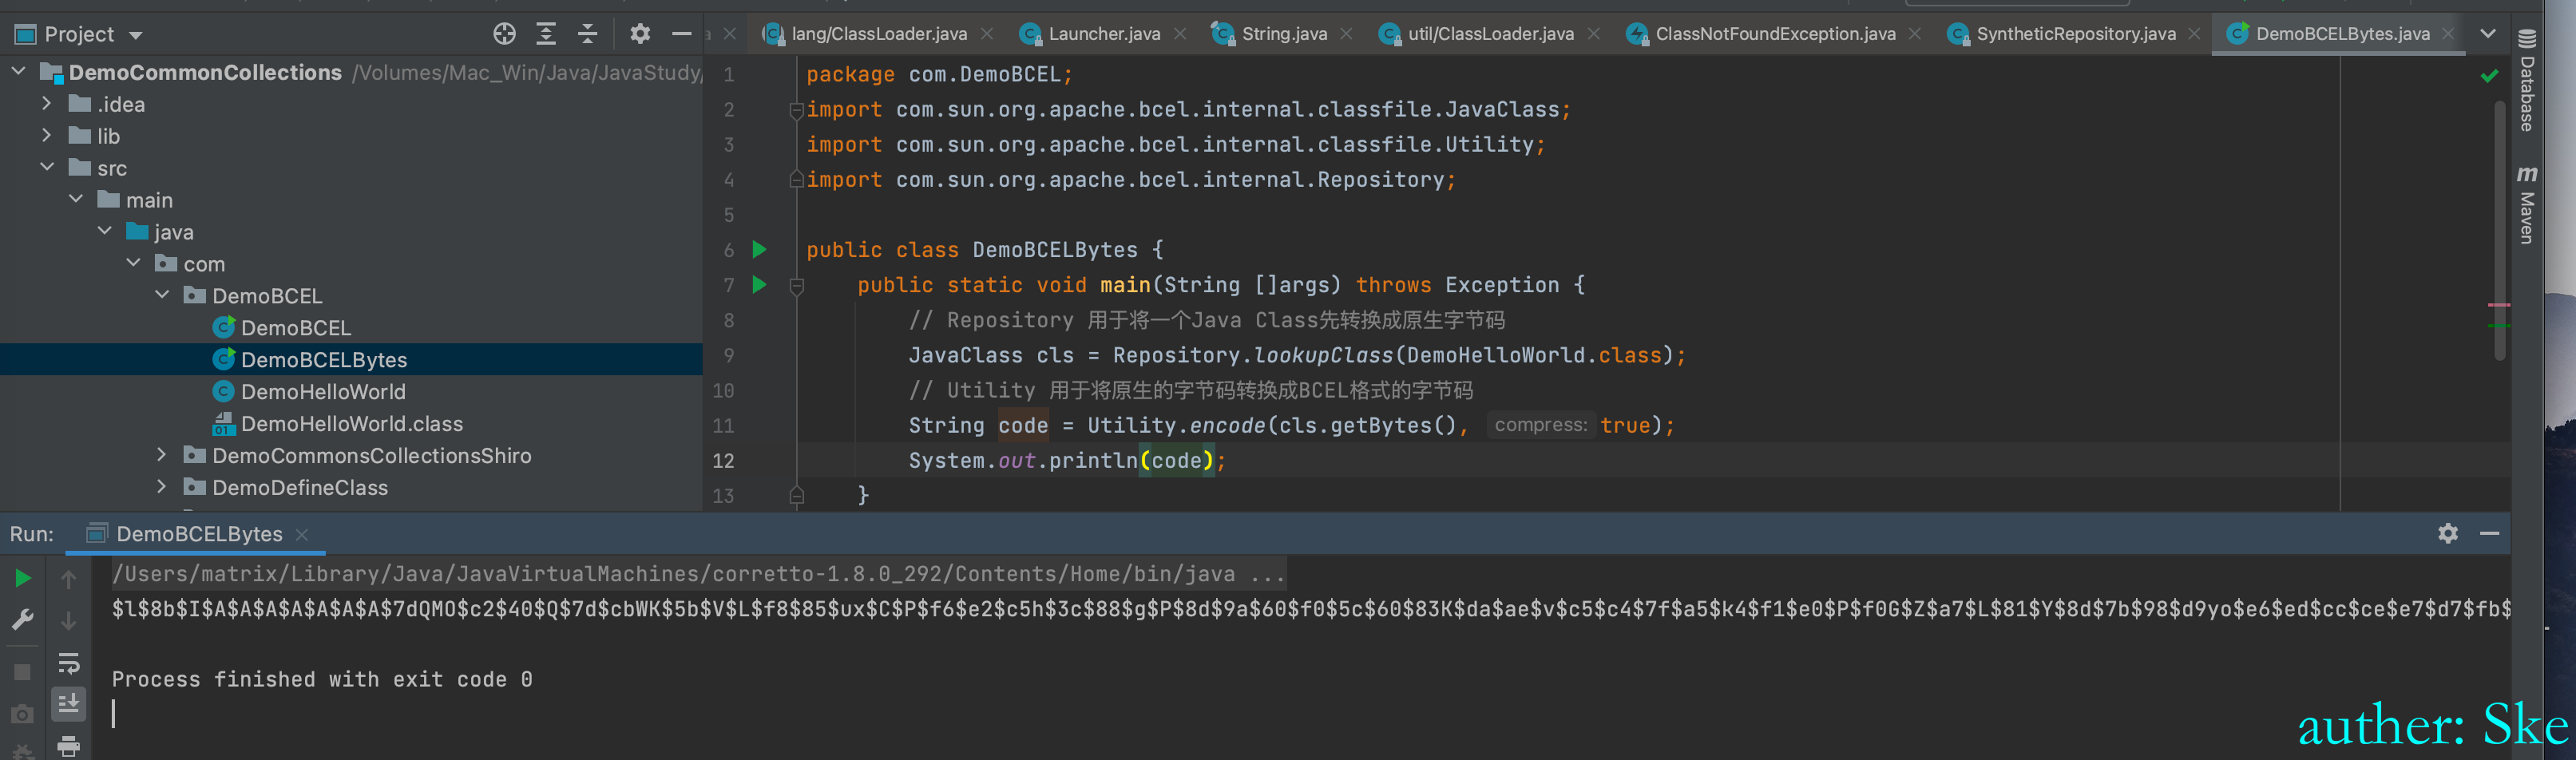 Project
lang/ClassLoader.java
Launcher.java
String.java
util/ClassLoader.java
ClassNotFoundException.java
SyntheticRepository.java
DemoBCELBytes.java
DemoCommonCollections /Volumes/Mac_Win/Java/JavaStudy/
.idea
lib
src
main
java
com
DemoBCEL
DemoBCEL
DemoBCELBytes
DemoHelloWorld
DemoHelloWorld.class
DemoCommonsCollectionsShiro
DemoDefineClass
1 package com.DemoBCEL;
2 import com.sun.org.apache.bcel.internal.classfile.JavaClass;
3 import com.sun.org.apache.bcel.internal.classfile.Utility;
4 import com.sun.org.apache.bcel.internal.Repository;
5
6 public class DemoBCELBytes {
7 public static void main(String []args) throws Exception {
8 // Repository 用于将一个Java Class先转换成原生字节码
9 JavaClass cls = Repository.lookupClass(DemoHelloWorld.class);
10 // Utility 用于将原生的字节码转换成BCEL格式的字节码
11 String code = Utility.encode(cls.getBytes(), compress: true);
12 System.out.println(code);
13 }
Database
m Maven
Run: DemoBCELBytes
/Users/matrix/Library/Java/JavaVirtualMachines/corretto-1.8.0_292/Contents/Home/bin/java ...
$l$8b$I$A$A$A$A$A$A$A$7dQMO$c2$40$Q$7d$cbWK$5b$V$L$f8$85$ux$C$P$f6$e2$c5h$3c$88$g$P$8d$9a$60$f0$5c$60$83K$da$ae$v$c5$c4$7f$a5$k4$f1$e0$P$f0G$Z$a7$L$81$Y$8d$7b$98$d9yo$e6$ed$cc$ce$e7$d7$fb$
Process finished with exit code 0
auther: Ske